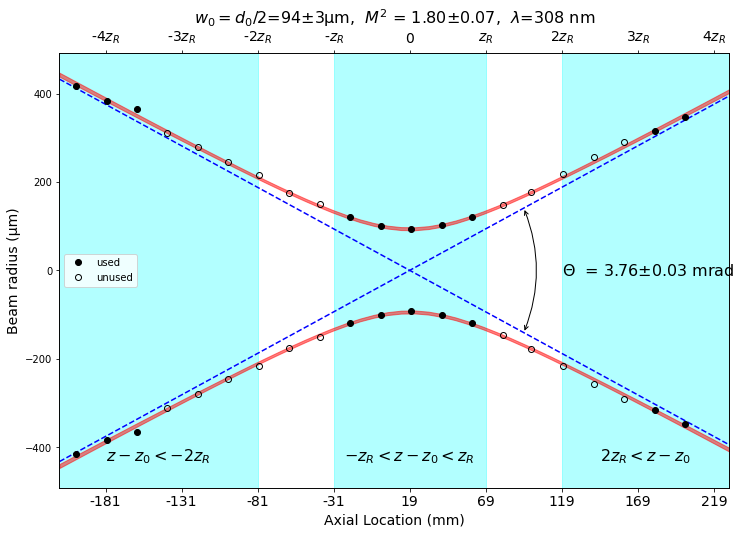 w₀ = d₀/2=94±3μm, M² = 1.80±0.07, λ=308 nm
-4z_R -3z_R -2z_R -z_R 0 z_R 2z_R 3z_R 4z_R
400
200
0
−200
−400
Beam radius (μm)
used
unused
Θ = 3.76±0.03 mrad
z − z₀ < −2z_R
−z_R < z − z₀ < z_R
2z_R < z − z₀
-181 -131 -81 -31 19 69 119 169 219
Axial Location (mm)